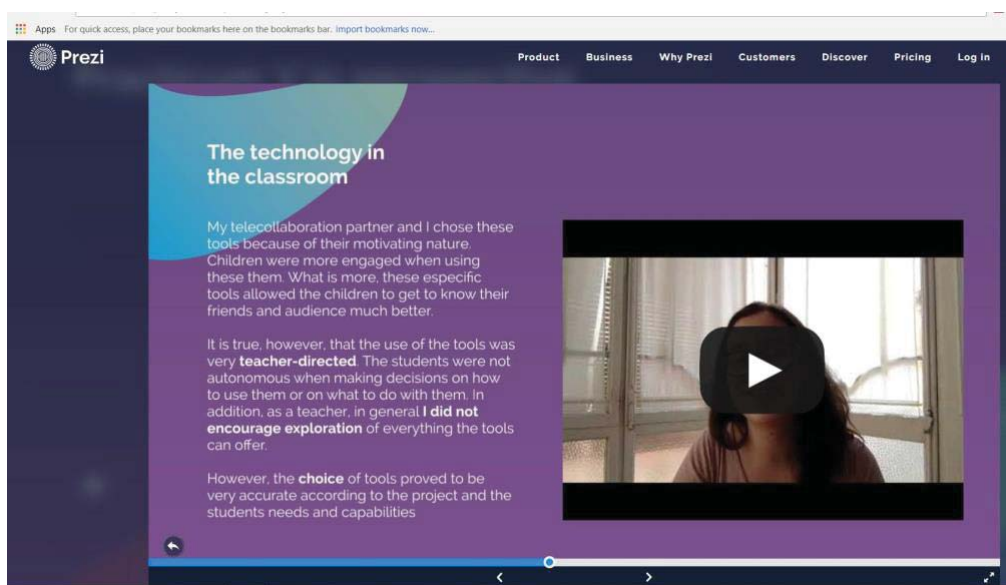 Apps For quick access, place your bookmarks here on the bookmarks bar. Import bookmarks now...
Prezi Product Business Why Prezi Customers Discover Pricing Log in
The technology in
the classroom
My telecollaboration partner and I chose these
tools because of their motivating nature.
Children were more engaged when using
these them. What is more, these especific
tools allowed the children to get to know their
friends and audience much better.
It is true, however, that the use of the tools was
very teacher-directed. The students were not
autonomous when making decisions on how
to use them or on what to do with them. In
addition, as a teacher, in general I did not
encourage exploration of everything the tools
can offer.
However, the choice of tools proved to be
very accurate according to the project and the
students needs and capabilities